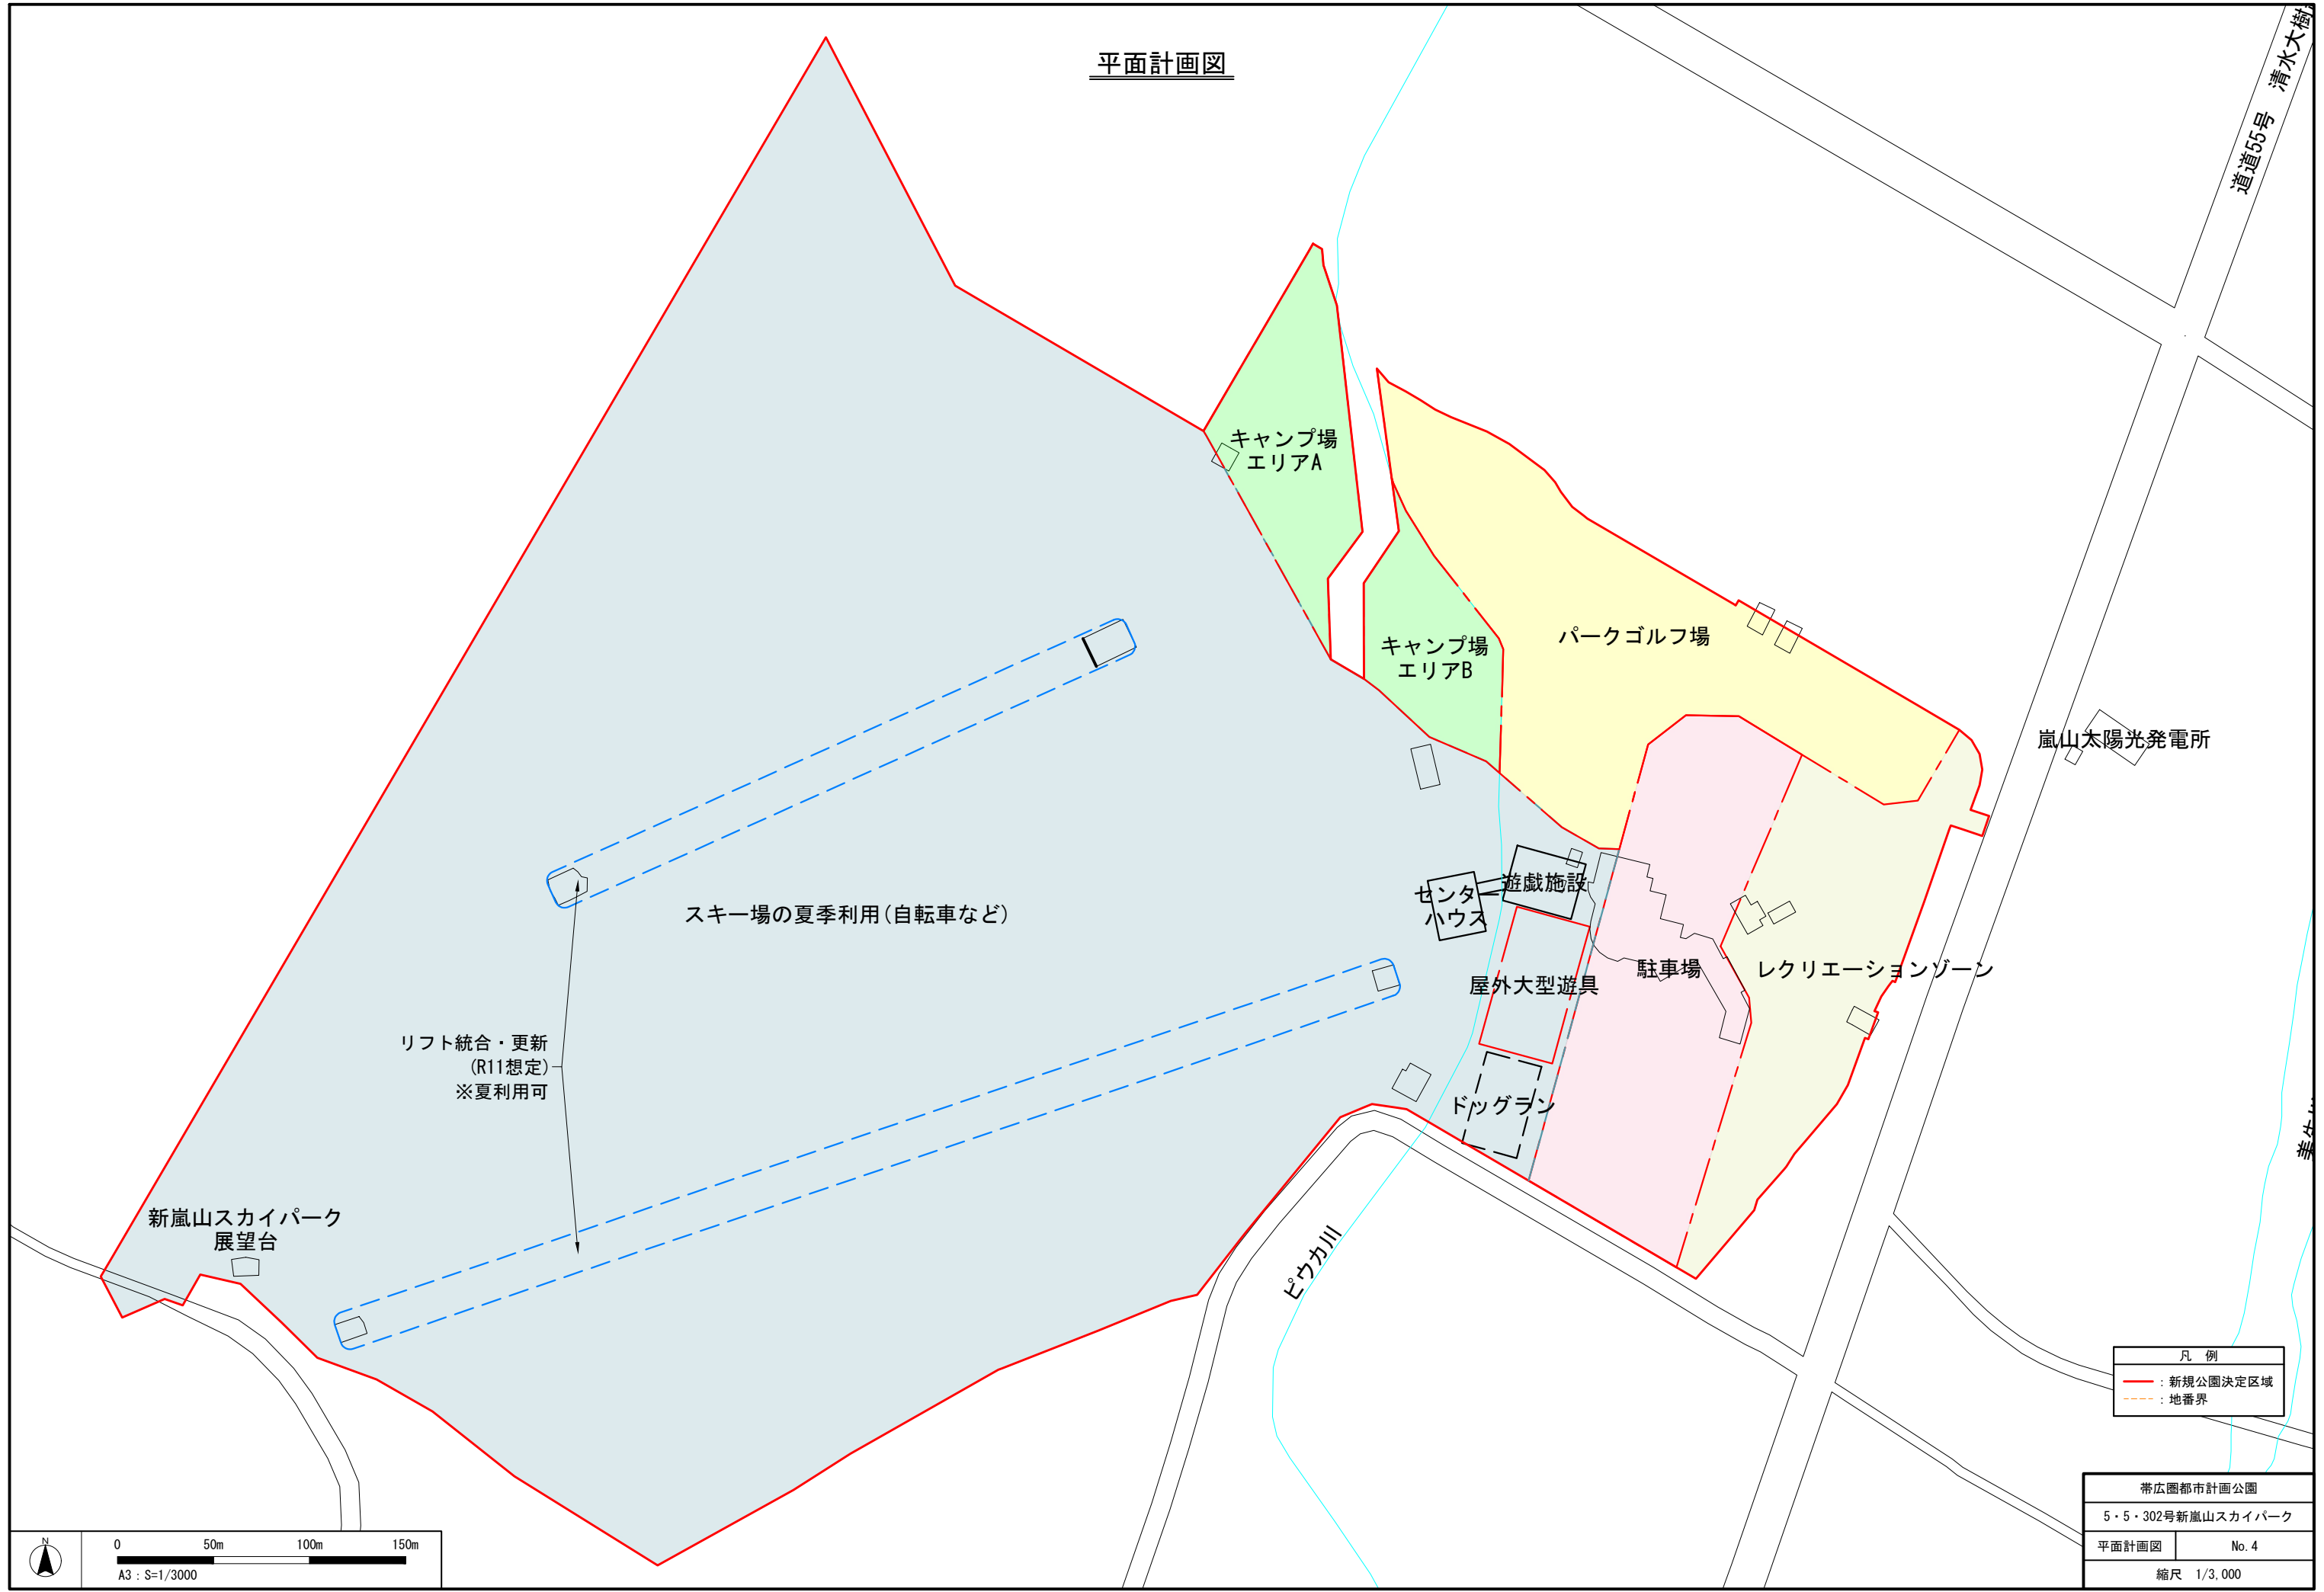 平面計画図
道道55号　清水大樹
キャンプ場
エリアA
キャンプ場
エリアB
パークゴルフ場
嵐山太陽光発電所
センター
ハウス
遊戯施設
スキー場の夏季利用(自転車など)
屋外大型遊具
駐車場
レクリエーションゾーン
リフト統合・更新
(R11想定)
※夏利用可
ドッグラン
新嵐山スカイパーク
展望台
ピウカ川
凡　例
：新規公園決定区域
：地番界
帯広圏都市計画公園
5・5・302号新嵐山スカイパーク
平面計画図　No.4
縮尺　1/3,000
N
0　50m　100m　150m
A3：S=1/3000